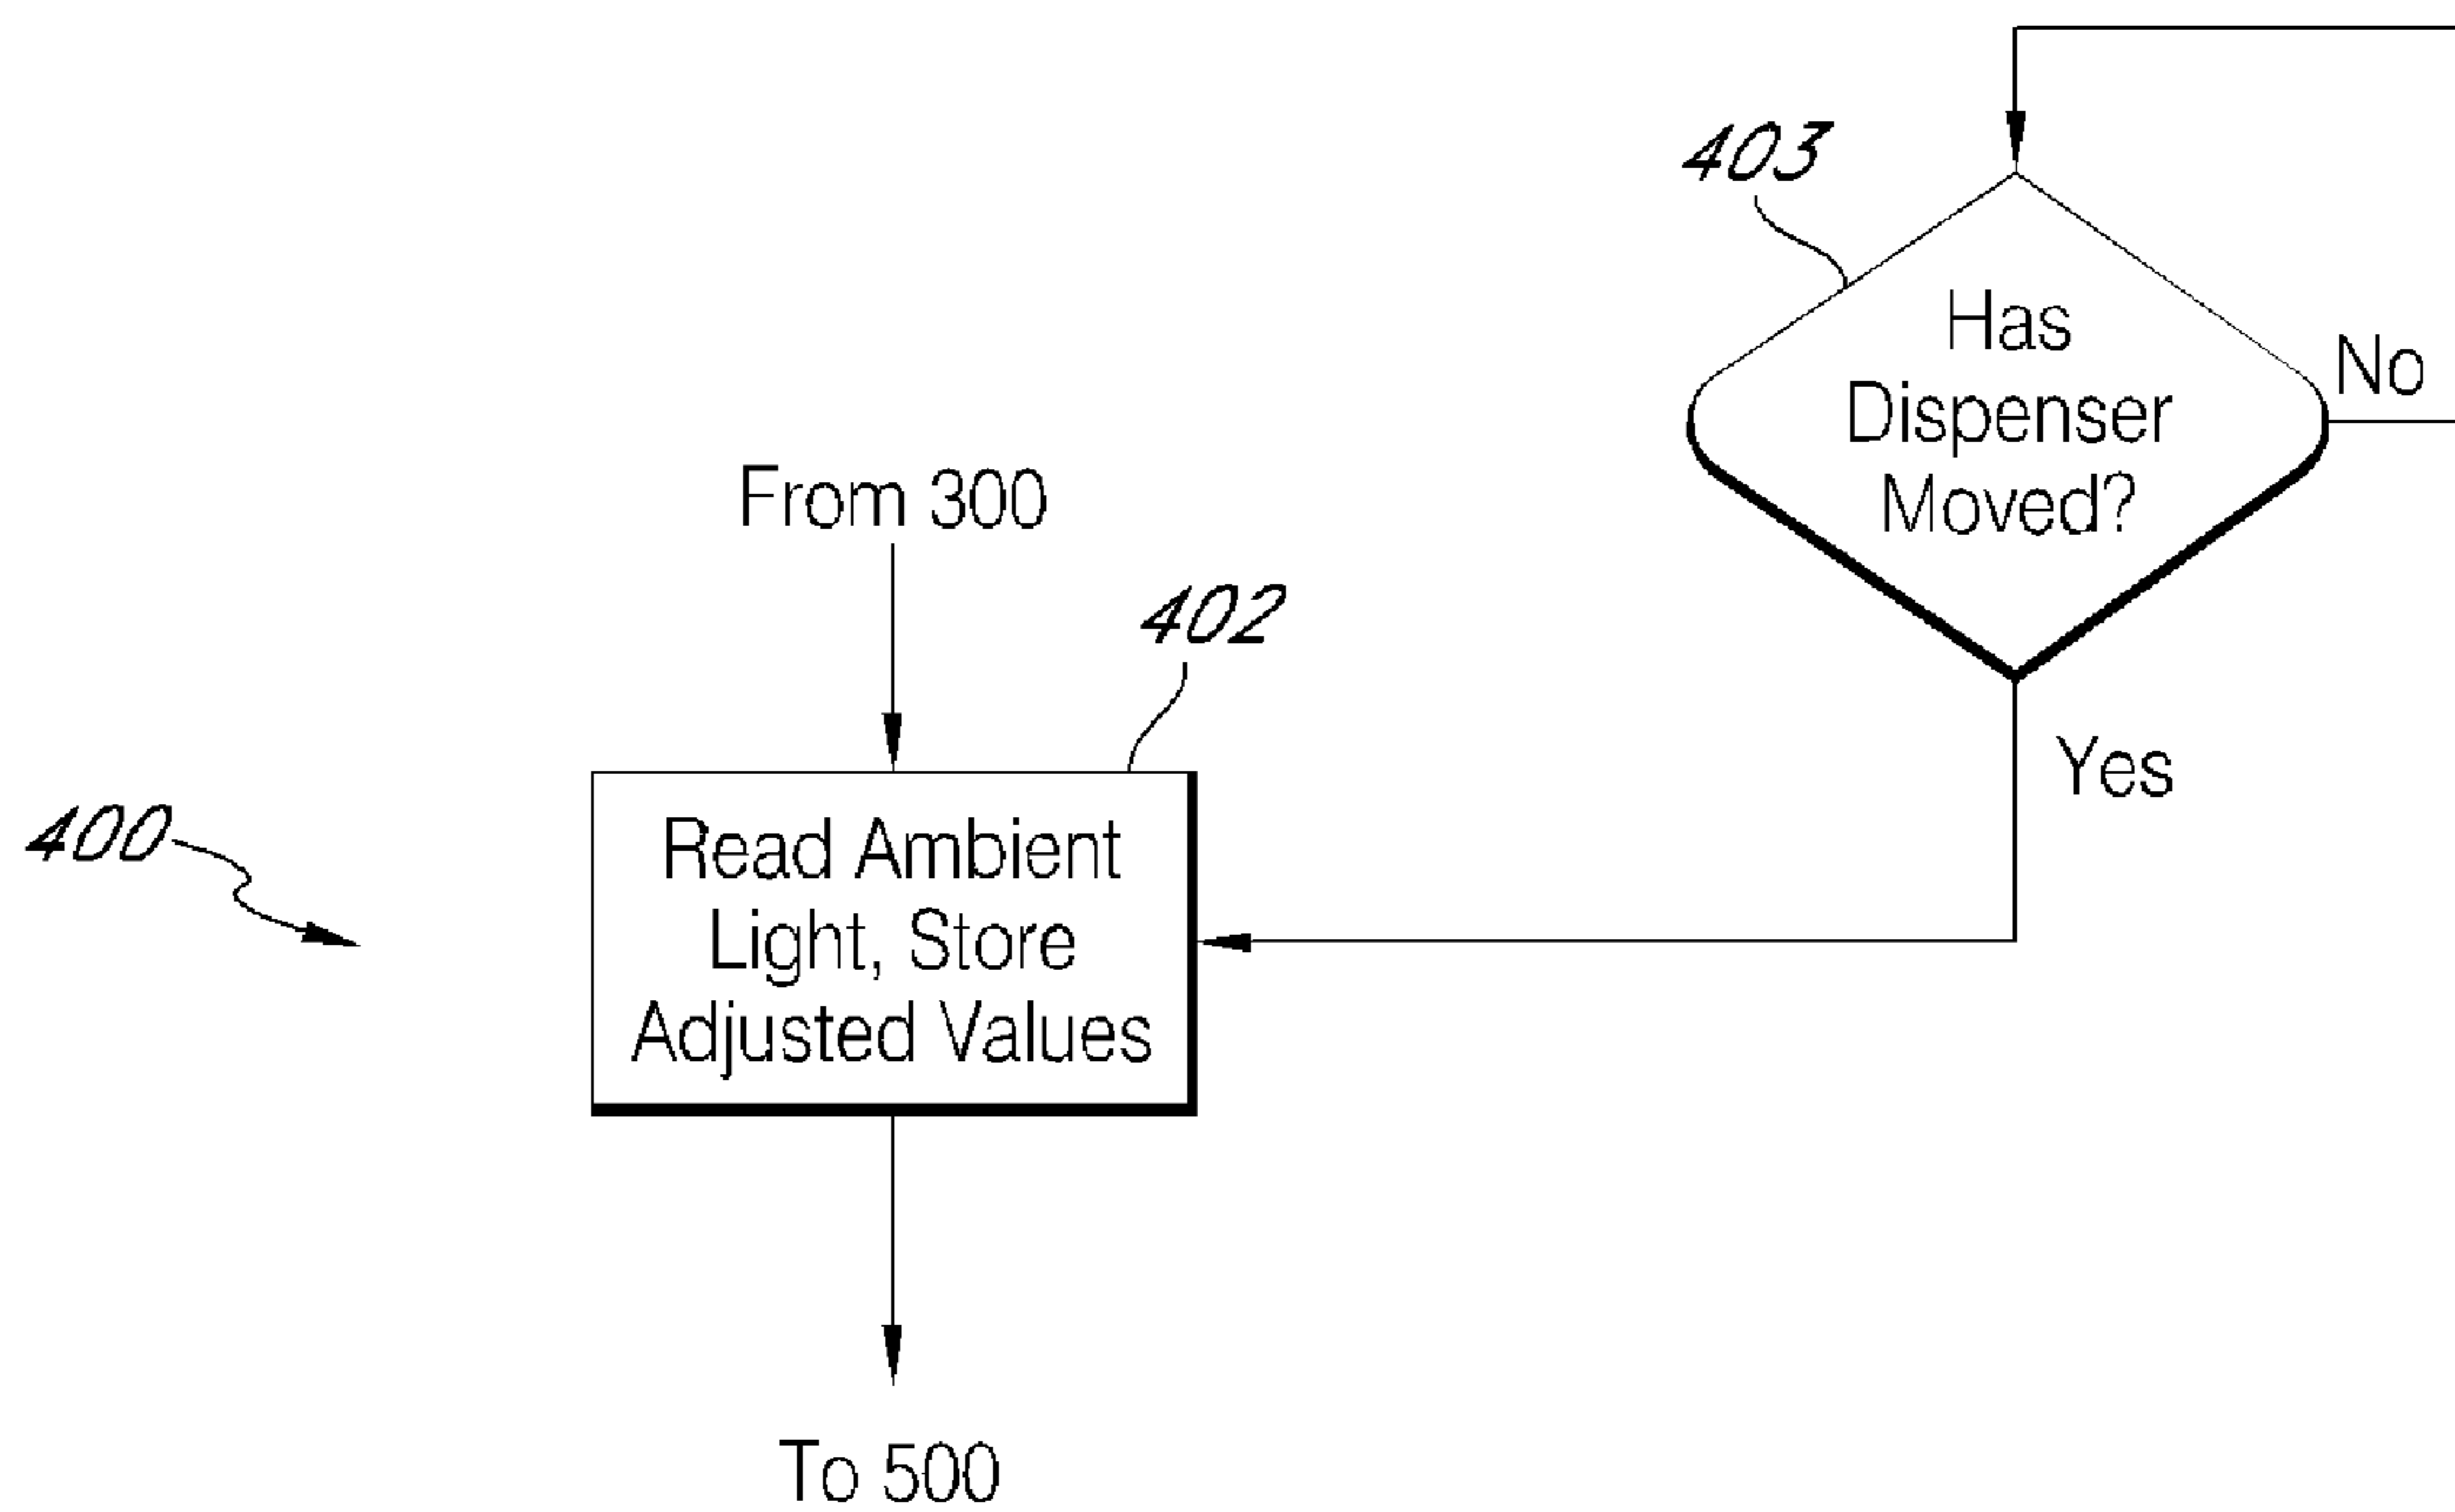 403
Has
Dispenser
Moved?
No
From 300
402
Yes
400
Read Ambient
Light, Store
Adjusted Values
To 500